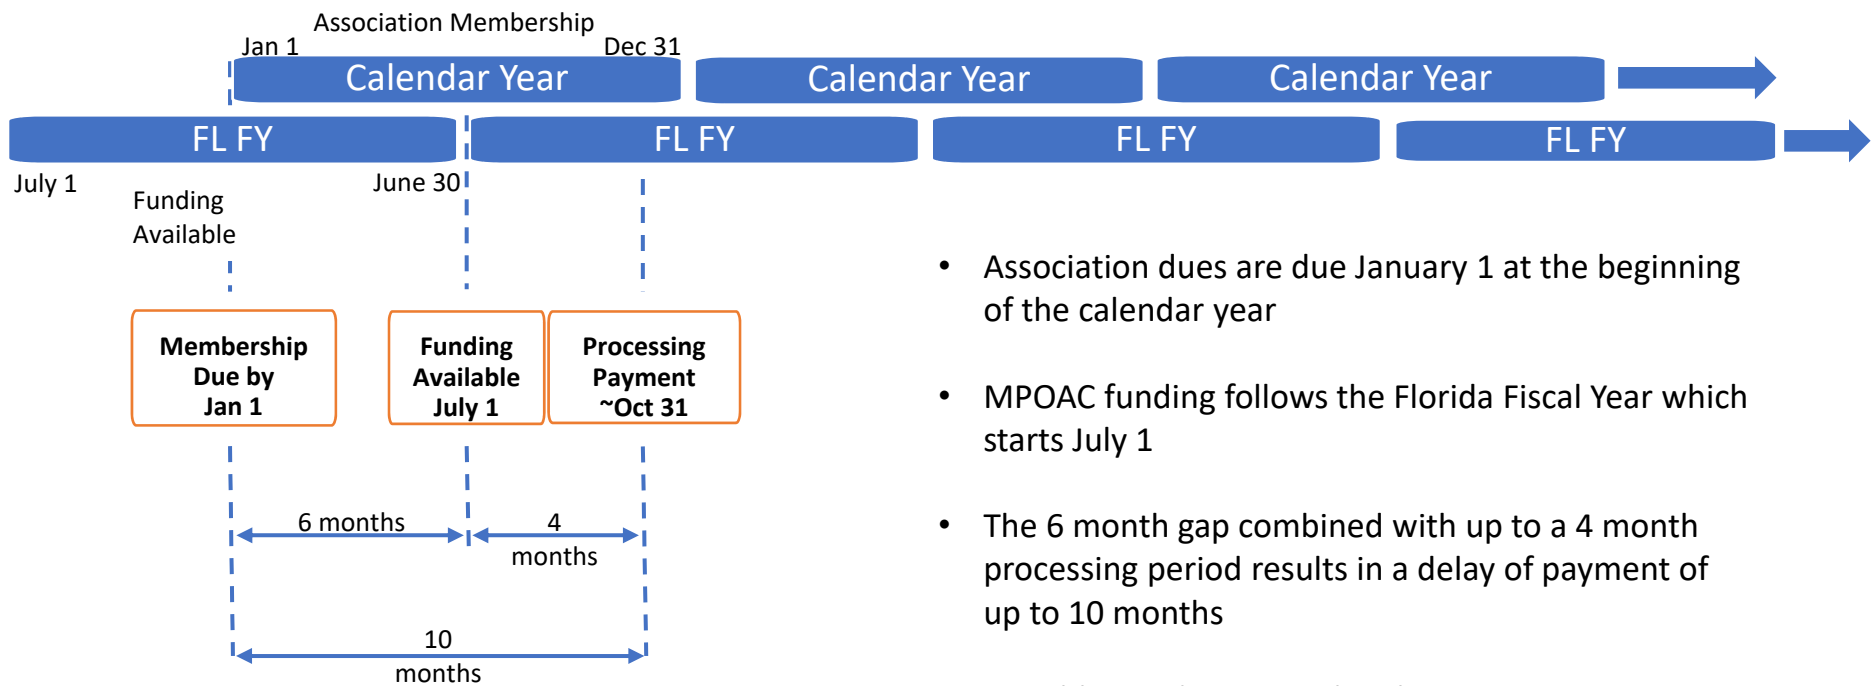 Association Membership
Jan 1
Dec 31
Calendar Year
Calendar Year
Calendar Year
FL FY
FL FY
FL FY
FL FY
July 1
June 30
Funding
Available
Membership
Due by
Jan 1
Funding
Available
July 1
Processing
Payment
~Oct 31
6 months
4
months
10
months
• Association dues are due January 1 at the beginning
of the calendar year
• MPOAC funding follows the Florida Fiscal Year which
starts July 1
• The 6 month gap combined with up to a 4 month
processing period results in a delay of payment of
up to 10 months